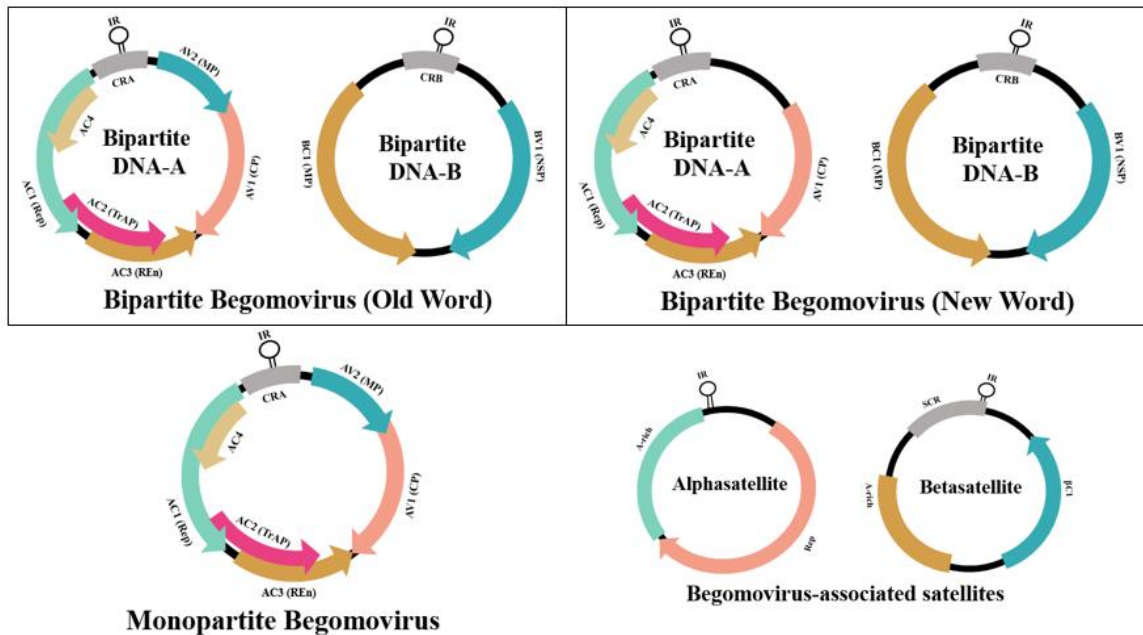 IR
CRA
AV2 (MP)
AC4
Bipartite
DNA-A
AV1 (CP)
AC1 (Rep)
AC2 (TrAP)
AC3 (REn)
IR
CRB
BC1 (MP)
Bipartite
DNA-B
BV1 (NSP)
Bipartite Begomovirus (Old Word)
IR
CRA
AC4
Bipartite
DNA-A
AV1 (CP)
AC1 (Rep)
AC2 (TrAP)
AC3 (REn)
IR
CRB
BC1 (MP)
Bipartite
DNA-B
BV1 (NSP)
Bipartite Begomovirus (New Word)
IR
CRA
AV2 (MP)
AC4
AV1 (CP)
AC1 (Rep)
AC2 (TrAP)
AC3 (REn)
Monopartite Begomovirus
IR
A-rich
Alphasatellite
Rep
IR
SCR
A-rich
Betasatellite
βC1
Begomovirus-associated satellites